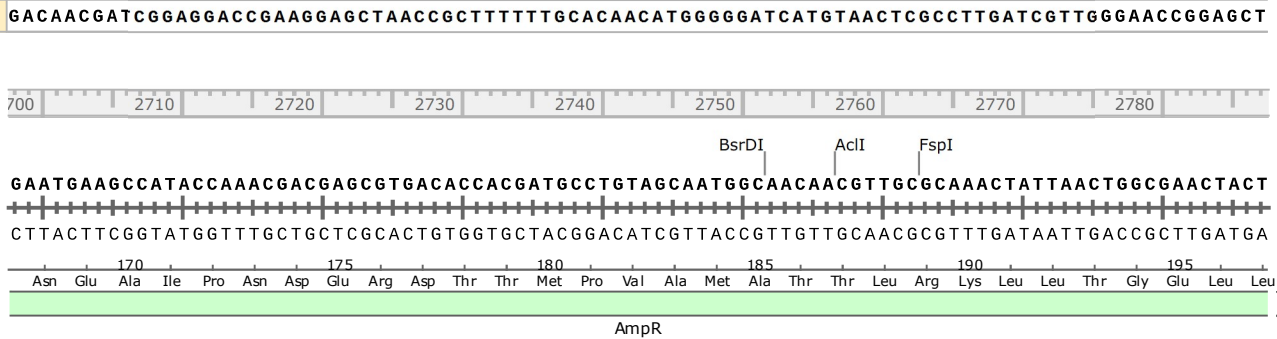 GACAACGATCGGAGGACCGAAGGAGCTAACCGCTTTTTTGCACAACATGGGGGATCATGTAACTCGCCTTGATCGTTGGGAACCGGAGCT
700 2710 2720 2730 2740 2750 2760 2770 2780
BsrDI AclI FspI
GAATGAAGCCATACCAAACGACGAGCGTGACACCACGATGCCTGTAGCAATGGCAACAACGTTGCGCAAACTATTAACTGGCGAACTACT
CTTACTTCGGTATGGTTTGCTGCTCGCACTGTGGTGCTACGGACATCGTTACCGTTGTTGCAACGCGTTTGATAATTGACCGCTTGATGA
170 175 180 185 190 195
Asn Glu Ala Ile Pro Asn Asp Glu Arg Asp Thr Thr Met Pro Val Ala Met Ala Thr Thr Leu Arg Lys Leu Leu Thr Gly Glu Leu Leu
AmpR